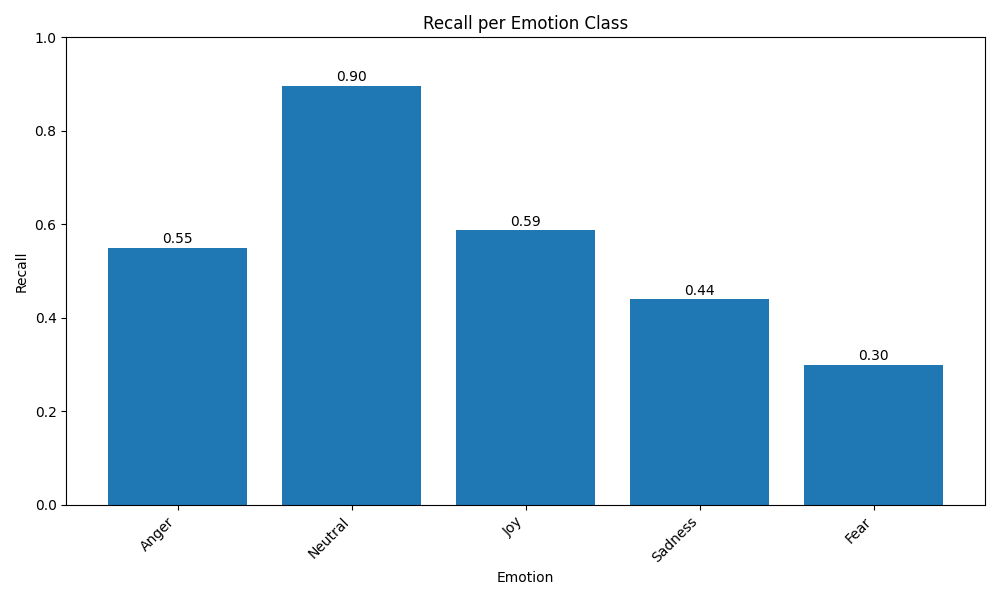 Recall per Emotion Class
1.0
0.8
0.6
0.4
0.2
0.0
Recall
0.55
0.90
0.59
0.44
0.30
Anger
Neutral
Joy
Sadness
Fear
Emotion